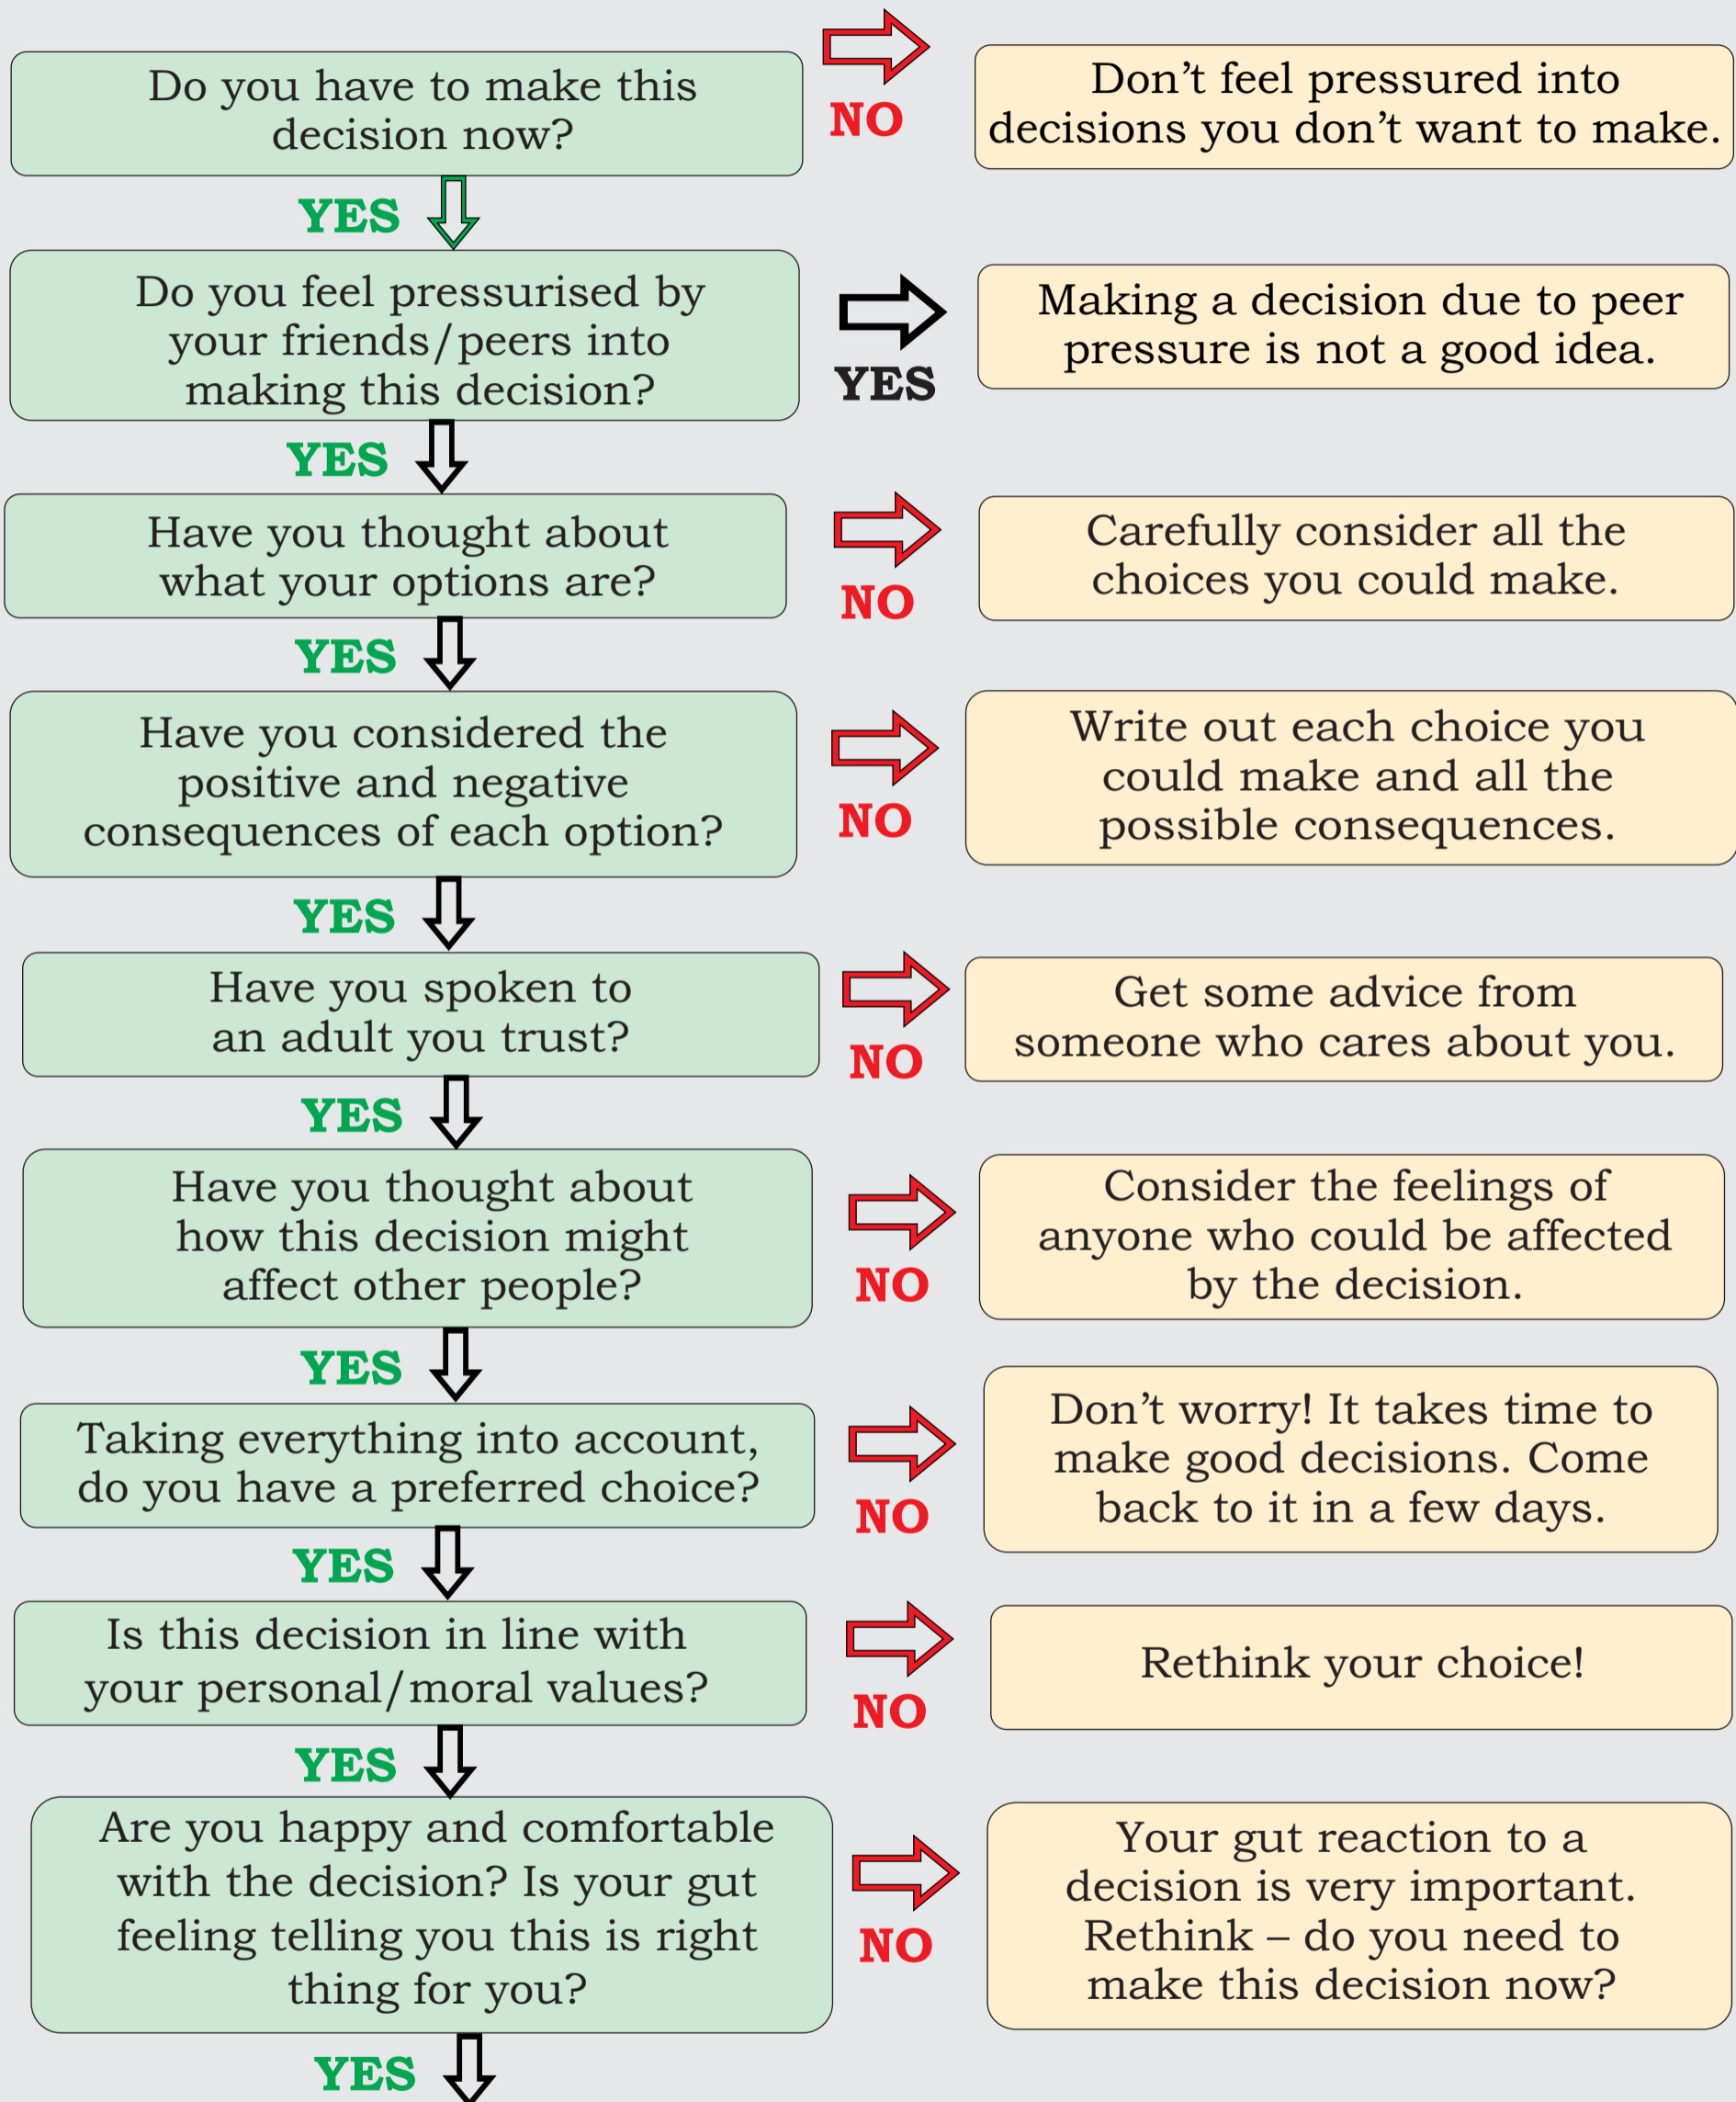 Do you have to make this
decision now?
NO
Don’t feel pressured into
decisions you don’t want to make.
YES
Do you feel pressurised by
your friends/peers into
making this decision?
YES
Making a decision due to peer
pressure is not a good idea.
YES
Have you thought about
what your options are?
NO
Carefully consider all the
choices you could make.
YES
Have you considered the
positive and negative
consequences of each option?
NO
Write out each choice you
could make and all the
possible consequences.
YES
Have you spoken to
an adult you trust?
NO
Get some advice from
someone who cares about you.
YES
Have you thought about
how this decision might
affect other people?
NO
Consider the feelings of
anyone who could be affected
by the decision.
YES
Taking everything into account,
do you have a preferred choice?
NO
Don’t worry! It takes time to
make good decisions. Come
back to it in a few days.
YES
Is this decision in line with
your personal/moral values?
NO
Rethink your choice!
YES
Are you happy and comfortable
with the decision? Is your gut
feeling telling you this is right
thing for you?
NO
Your gut reaction to a
decision is very important.
Rethink – do you need to
make this decision now?
YES